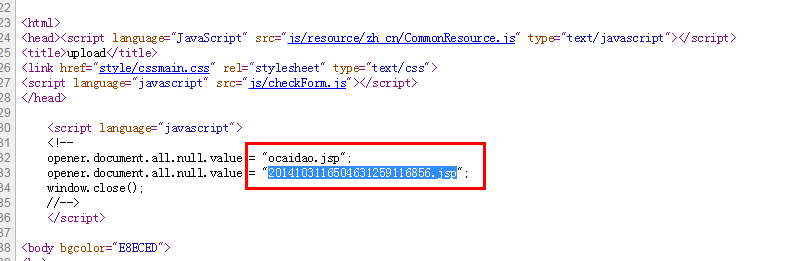 22
23 <html>
24 <head><script language="JavaScript" src="js/resource/zh_cn/CommonResource.js" type="text/javascript"></script>
25 <title>upload</title>
26 <link href="style/cssmain.css" rel="stylesheet" type="text/css">
27 <script language="javascript" src="js/checkForm.js"></script>
28 </head>
29
30 <script language="javascript">
31 <!--
32 opener.document.all.null.value = "ocaidao.jsp";
33 opener.document.all.null.value = "2014103116504631259116856.jsp";
34 window.close();
35 //-->
36 </script>
37
38 <body bgcolor="E8ECED">